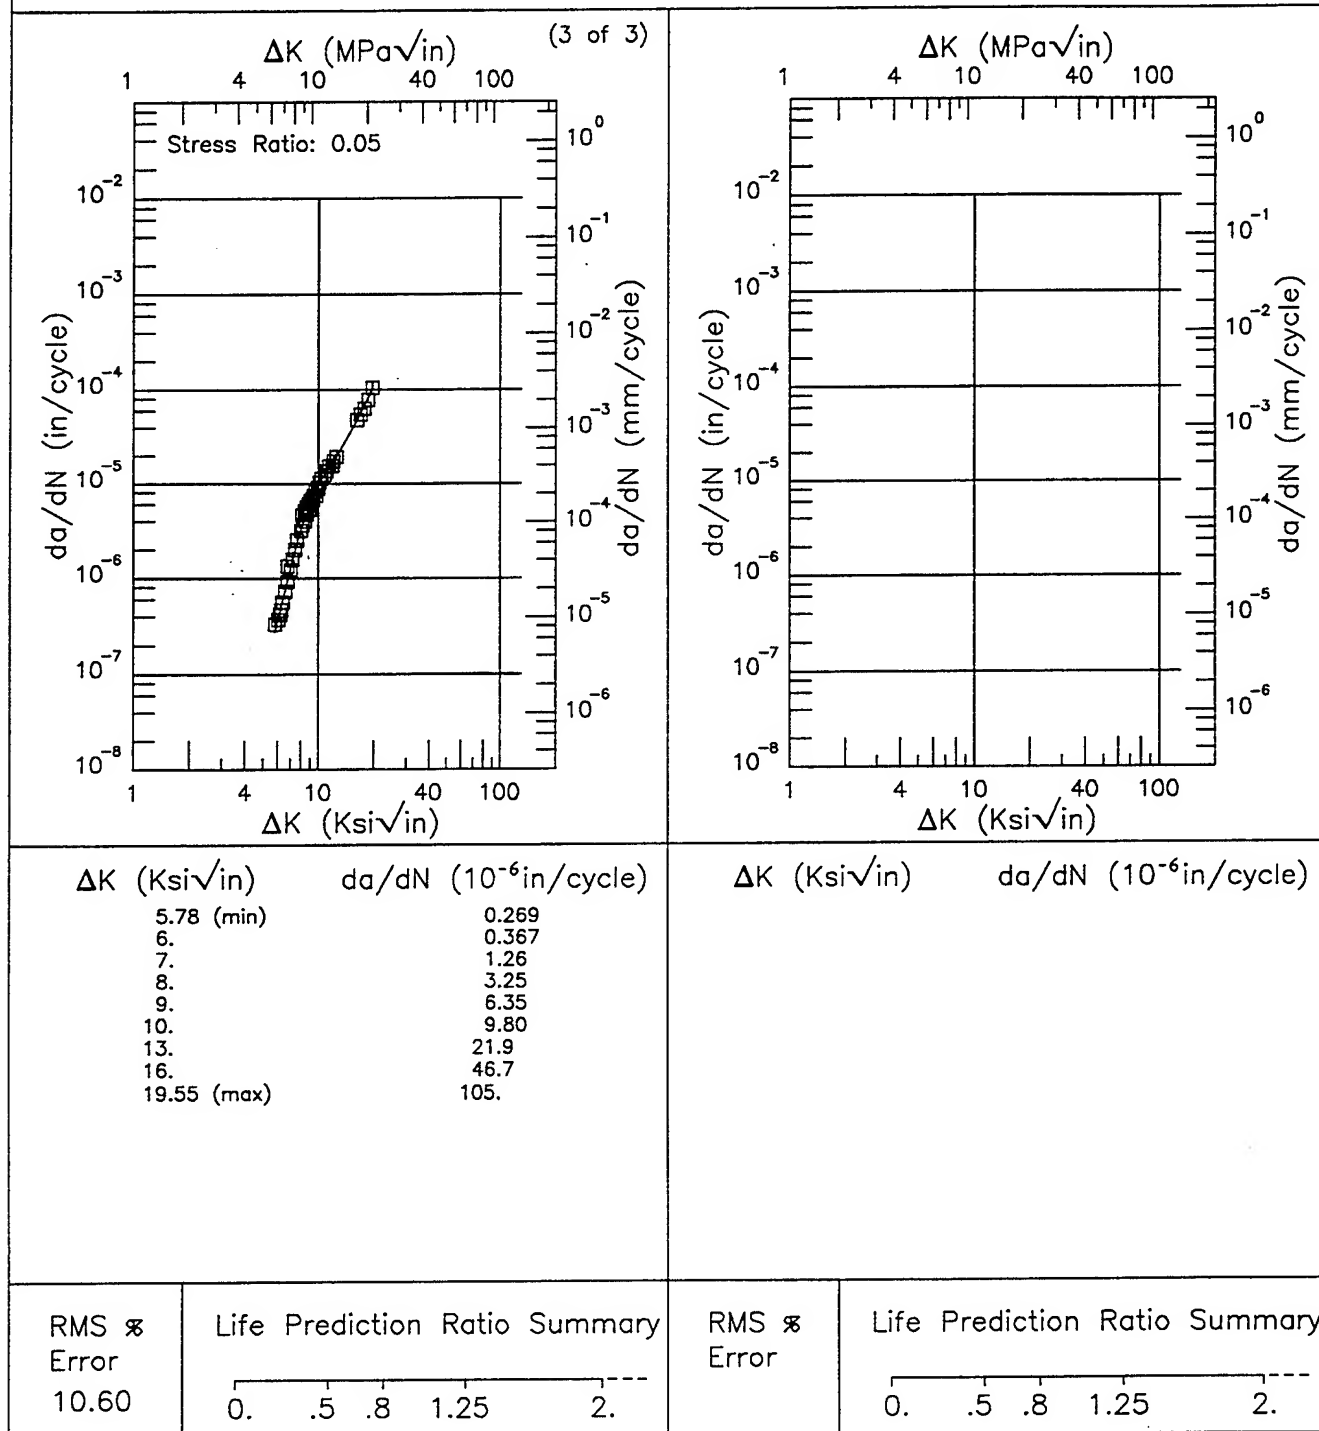 (3 of 3)
ΔK (MPa√in)
1 4 10 40 100
Stress Ratio: 0.05
da/dN (in/cycle)
10⁻²
10⁻³
10⁻⁴
10⁻⁵
10⁻⁶
10⁻⁷
10⁻⁸
10⁰
10⁻¹
10⁻²
10⁻³
10⁻⁴
10⁻⁵
10⁻⁶
da/dN (mm/cycle)
1 4 10 40 100
ΔK (Ksi√in)
ΔK (Ksi√in) da/dN (10⁻⁶in/cycle)
5.78 (min) 0.269
6. 0.367
7. 1.26
8. 3.25
9. 6.35
10. 9.80
13. 21.9
16. 46.7
19.55 (max) 105.
RMS %
Error
10.60
Life Prediction Ratio Summary
0. .5 .8 1.25 2.
ΔK (MPa√in)
1 4 10 40 100
da/dN (in/cycle)
10⁻²
10⁻³
10⁻⁴
10⁻⁵
10⁻⁶
10⁻⁷
10⁻⁸
10⁰
10⁻¹
10⁻²
10⁻³
10⁻⁴
10⁻⁵
10⁻⁶
da/dN (mm/cycle)
1 4 10 40 100
ΔK (Ksi√in)
ΔK (Ksi√in) da/dN (10⁻⁶in/cycle)
RMS %
Error
Life Prediction Ratio Summary
0. .5 .8 1.25 2.